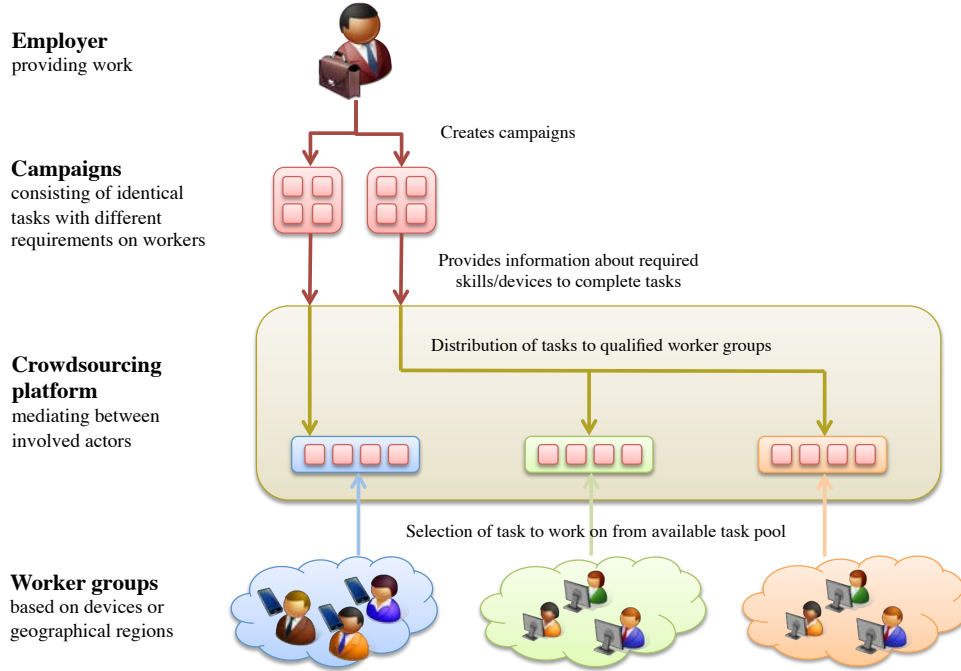 Employer
providing work
Creates campaigns
Campaigns
consisting of identical
tasks with different
requirements on workers
Provides information about required
skills/devices to complete tasks
Distribution of tasks to qualified worker groups
Crowdsourcing
platform
mediating between
involved actors
Selection of task to work on from available task pool
Worker groups
based on devices or
geographical regions